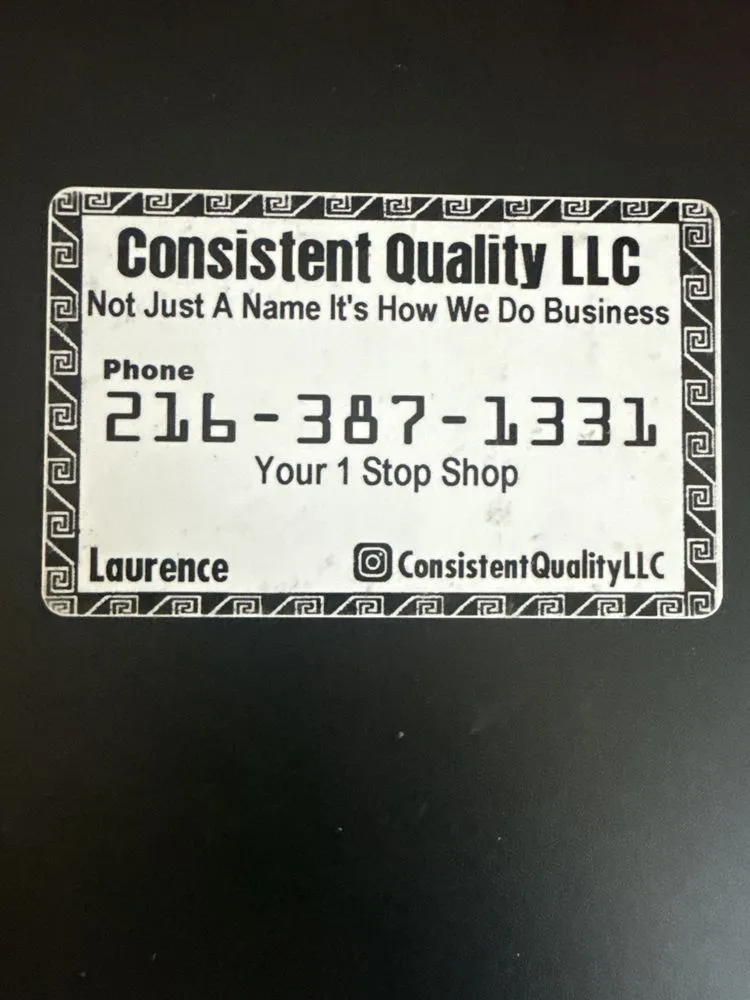 Consistent Quality LLC
Not Just A Name It's How We Do Business
Phone
216-387-1331
Your 1 Stop Shop
Laurence
ConsistentQualityLLC